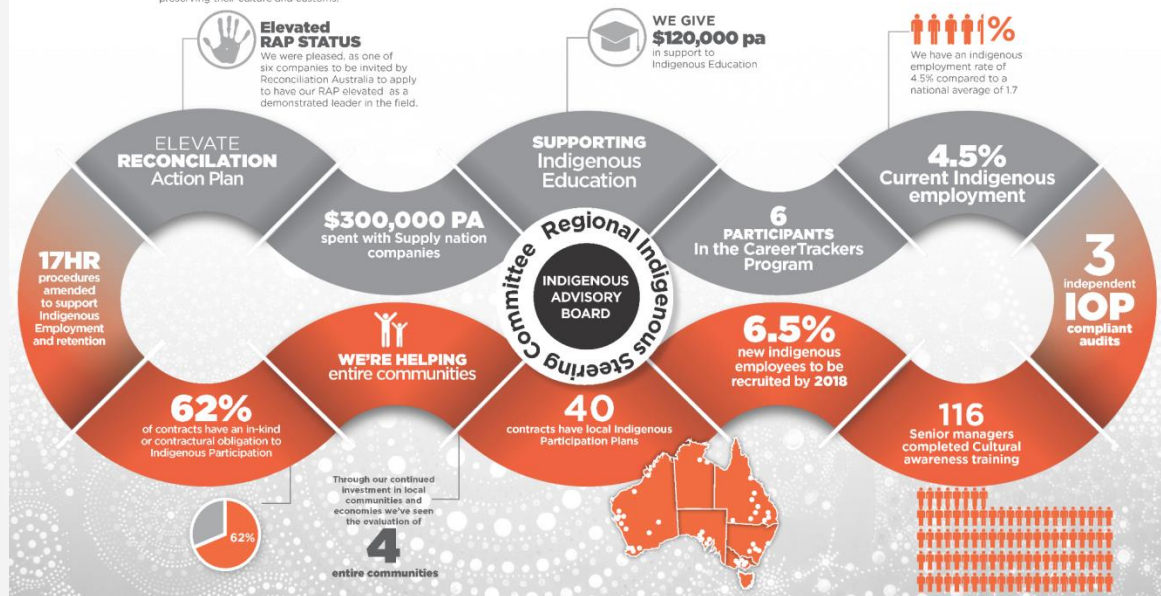 preserving their culture and customs.
Elevated
RAP STATUS
We were pleased, as one of
six companies to be invited by
Reconciliation Australia to apply
to have our RAP elevated as a
demonstrated leader in the field.
WE GIVE
$120,000 pa
in support to
Indigenous Education
%
We have an indigenous
employment rate of
4.5% compared to a
national average of 1.7
ELEVATE
RECONCILATION
Action Plan
$300,000 PA
spent with Supply nation
companies
SUPPORTING
Indigenous
Education
6
PARTICIPANTS
In the CareerTrackers
Program
4.5%
Current Indigenous
employment
17HR
procedures
amended
to support
Indigenous
Employment
and retention
Regional Indigenous Steering Committee
INDIGENOUS
ADVISORY
BOARD
3
independent
IOP
compliant
audits
62%
of contracts have an in-kind
or contractural obligation to
Indigenous Participation
WE'RE HELPING
entire communities
40
contracts have local Indigenous
Participation Plans
6.5%
new indigenous
employees to be
recruited by 2018
116
Senior managers
completed Cultural
awareness training
62%
Through our continued
investment in local
communities and
economies we've seen
the evaluation of
4
entire communities